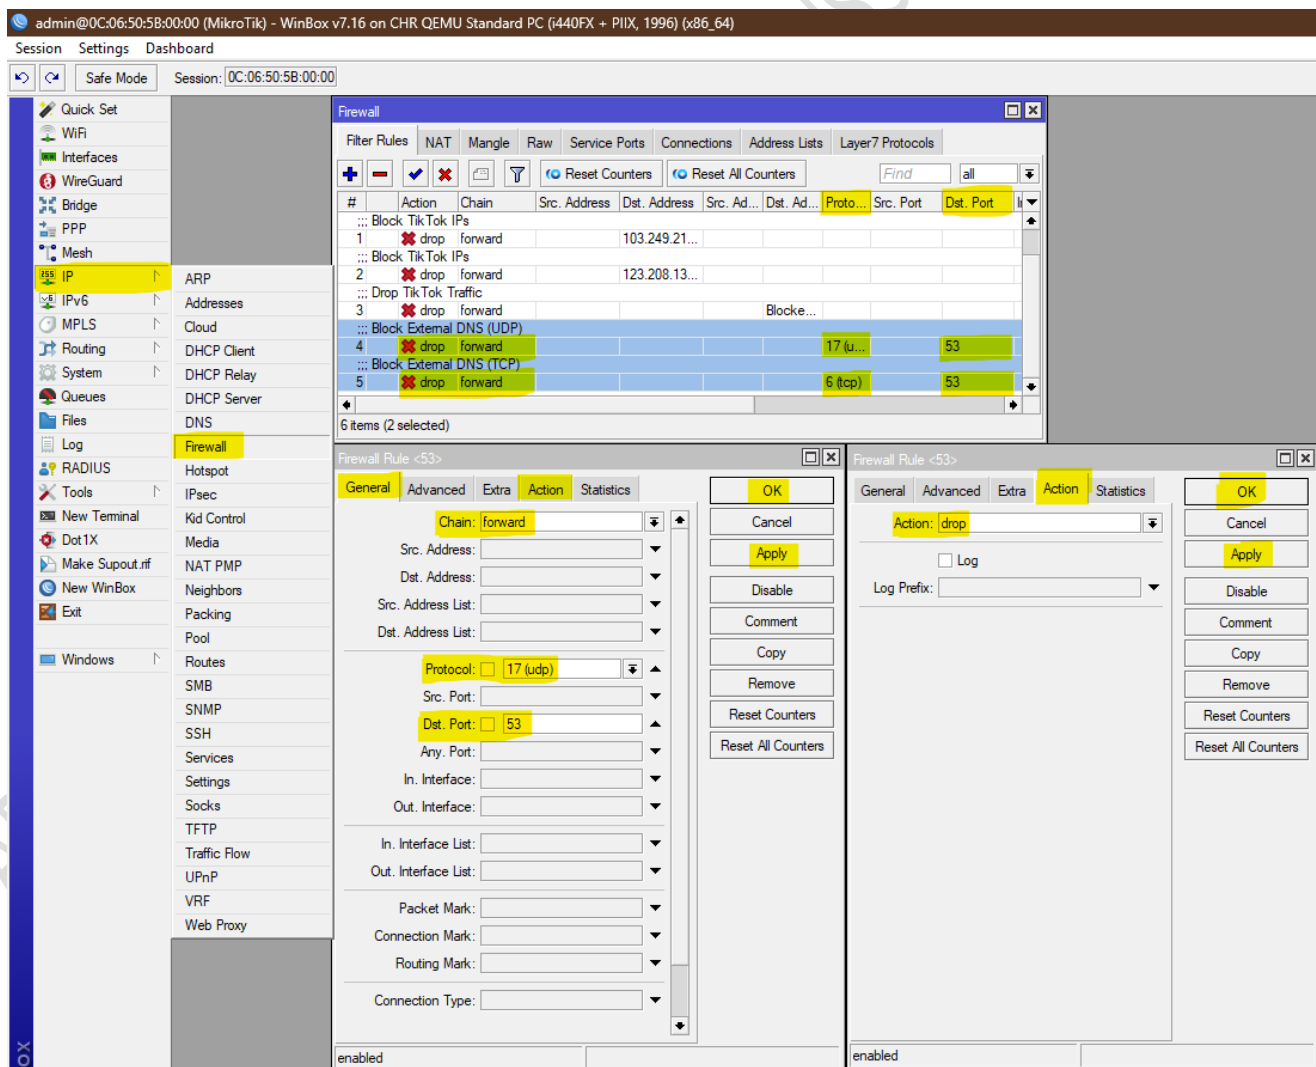 admin@0C:06:50:5B:00:00 (MikroTik) - WinBox v7.16 on CHR QEMU Standard PC (i440FX + PIIX, 1996) (x86_64)
Session Settings Dashboard
Safe Mode Session: 0C:06:50:5B:00:00
Quick Set
WiFi
Interfaces
WireGuard
Bridge
PPP
Mesh
IP
IPv6
MPLS
Routing
System
Queues
Files
Log
RADIUS
Tools
New Terminal
Dot1X
Make Supout.rif
New WinBox
Exit
Windows
ARP
Addresses
Cloud
DHCP Client
DHCP Relay
DHCP Server
DNS
Firewall
Hotspot
IPsec
Kid Control
Media
NAT PMP
Neighbors
Packing
Pool
Routes
SMB
SNMP
SSH
Services
Settings
Socks
TFTP
Traffic Flow
UPnP
VRF
Web Proxy
Firewall
Filter Rules NAT Mangle Raw Service Ports Connections Address Lists Layer7 Protocols
Reset Counters Reset All Counters Find all
# Action Chain Src. Address Dst. Address Src. Ad... Dst. Ad... Proto... Src. Port Dst. Port
;;; Block TikTok IPs
1 drop forward 103.249.21...
;;; Block TikTok IPs
2 drop forward 123.208.13...
;;; Drop TikTok Traffic
3 drop forward Blocke...
;;; Block External DNS (UDP)
4 drop forward 17 (u... 53
;;; Block External DNS (TCP)
5 drop forward 6 (tcp) 53
6 items (2 selected)
Firewall Rule <53>
General Advanced Extra Action Statistics
Chain: forward
Src. Address:
Dst. Address:
Src. Address List:
Dst. Address List:
Protocol: 17 (udp)
Src. Port:
Dst. Port: 53
Any. Port:
In. Interface:
Out. Interface:
In. Interface List:
Out. Interface List:
Packet Mark:
Connection Mark:
Routing Mark:
Connection Type:
enabled
OK
Cancel
Apply
Disable
Comment
Copy
Remove
Reset Counters
Reset All Counters
Firewall Rule <53>
General Advanced Extra Action Statistics
Action: drop
Log
Log Prefix:
enabled
OK
Cancel
Apply
Disable
Comment
Copy
Remove
Reset Counters
Reset All Counters